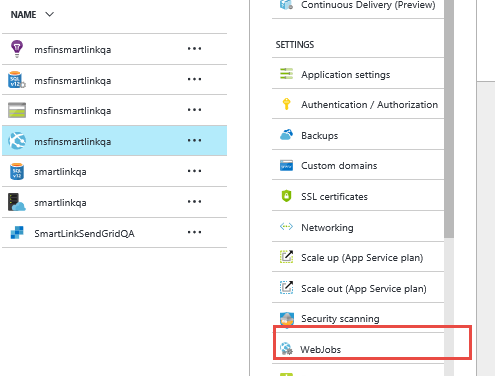 NAME
msfinsmartlinkqa
msfinsmartlinkqa
msfinsmartlinkqa
msfinsmartlinkqa
smartlinkqa
smartlinkqa
SmartLinkSendGridQA
Continuous Delivery (Preview)
SETTINGS
Application settings
Authentication / Authorization
Backups
Custom domains
SSL certificates
Networking
Scale up (App Service plan)
Scale out (App Service plan)
Security scanning
WebJobs